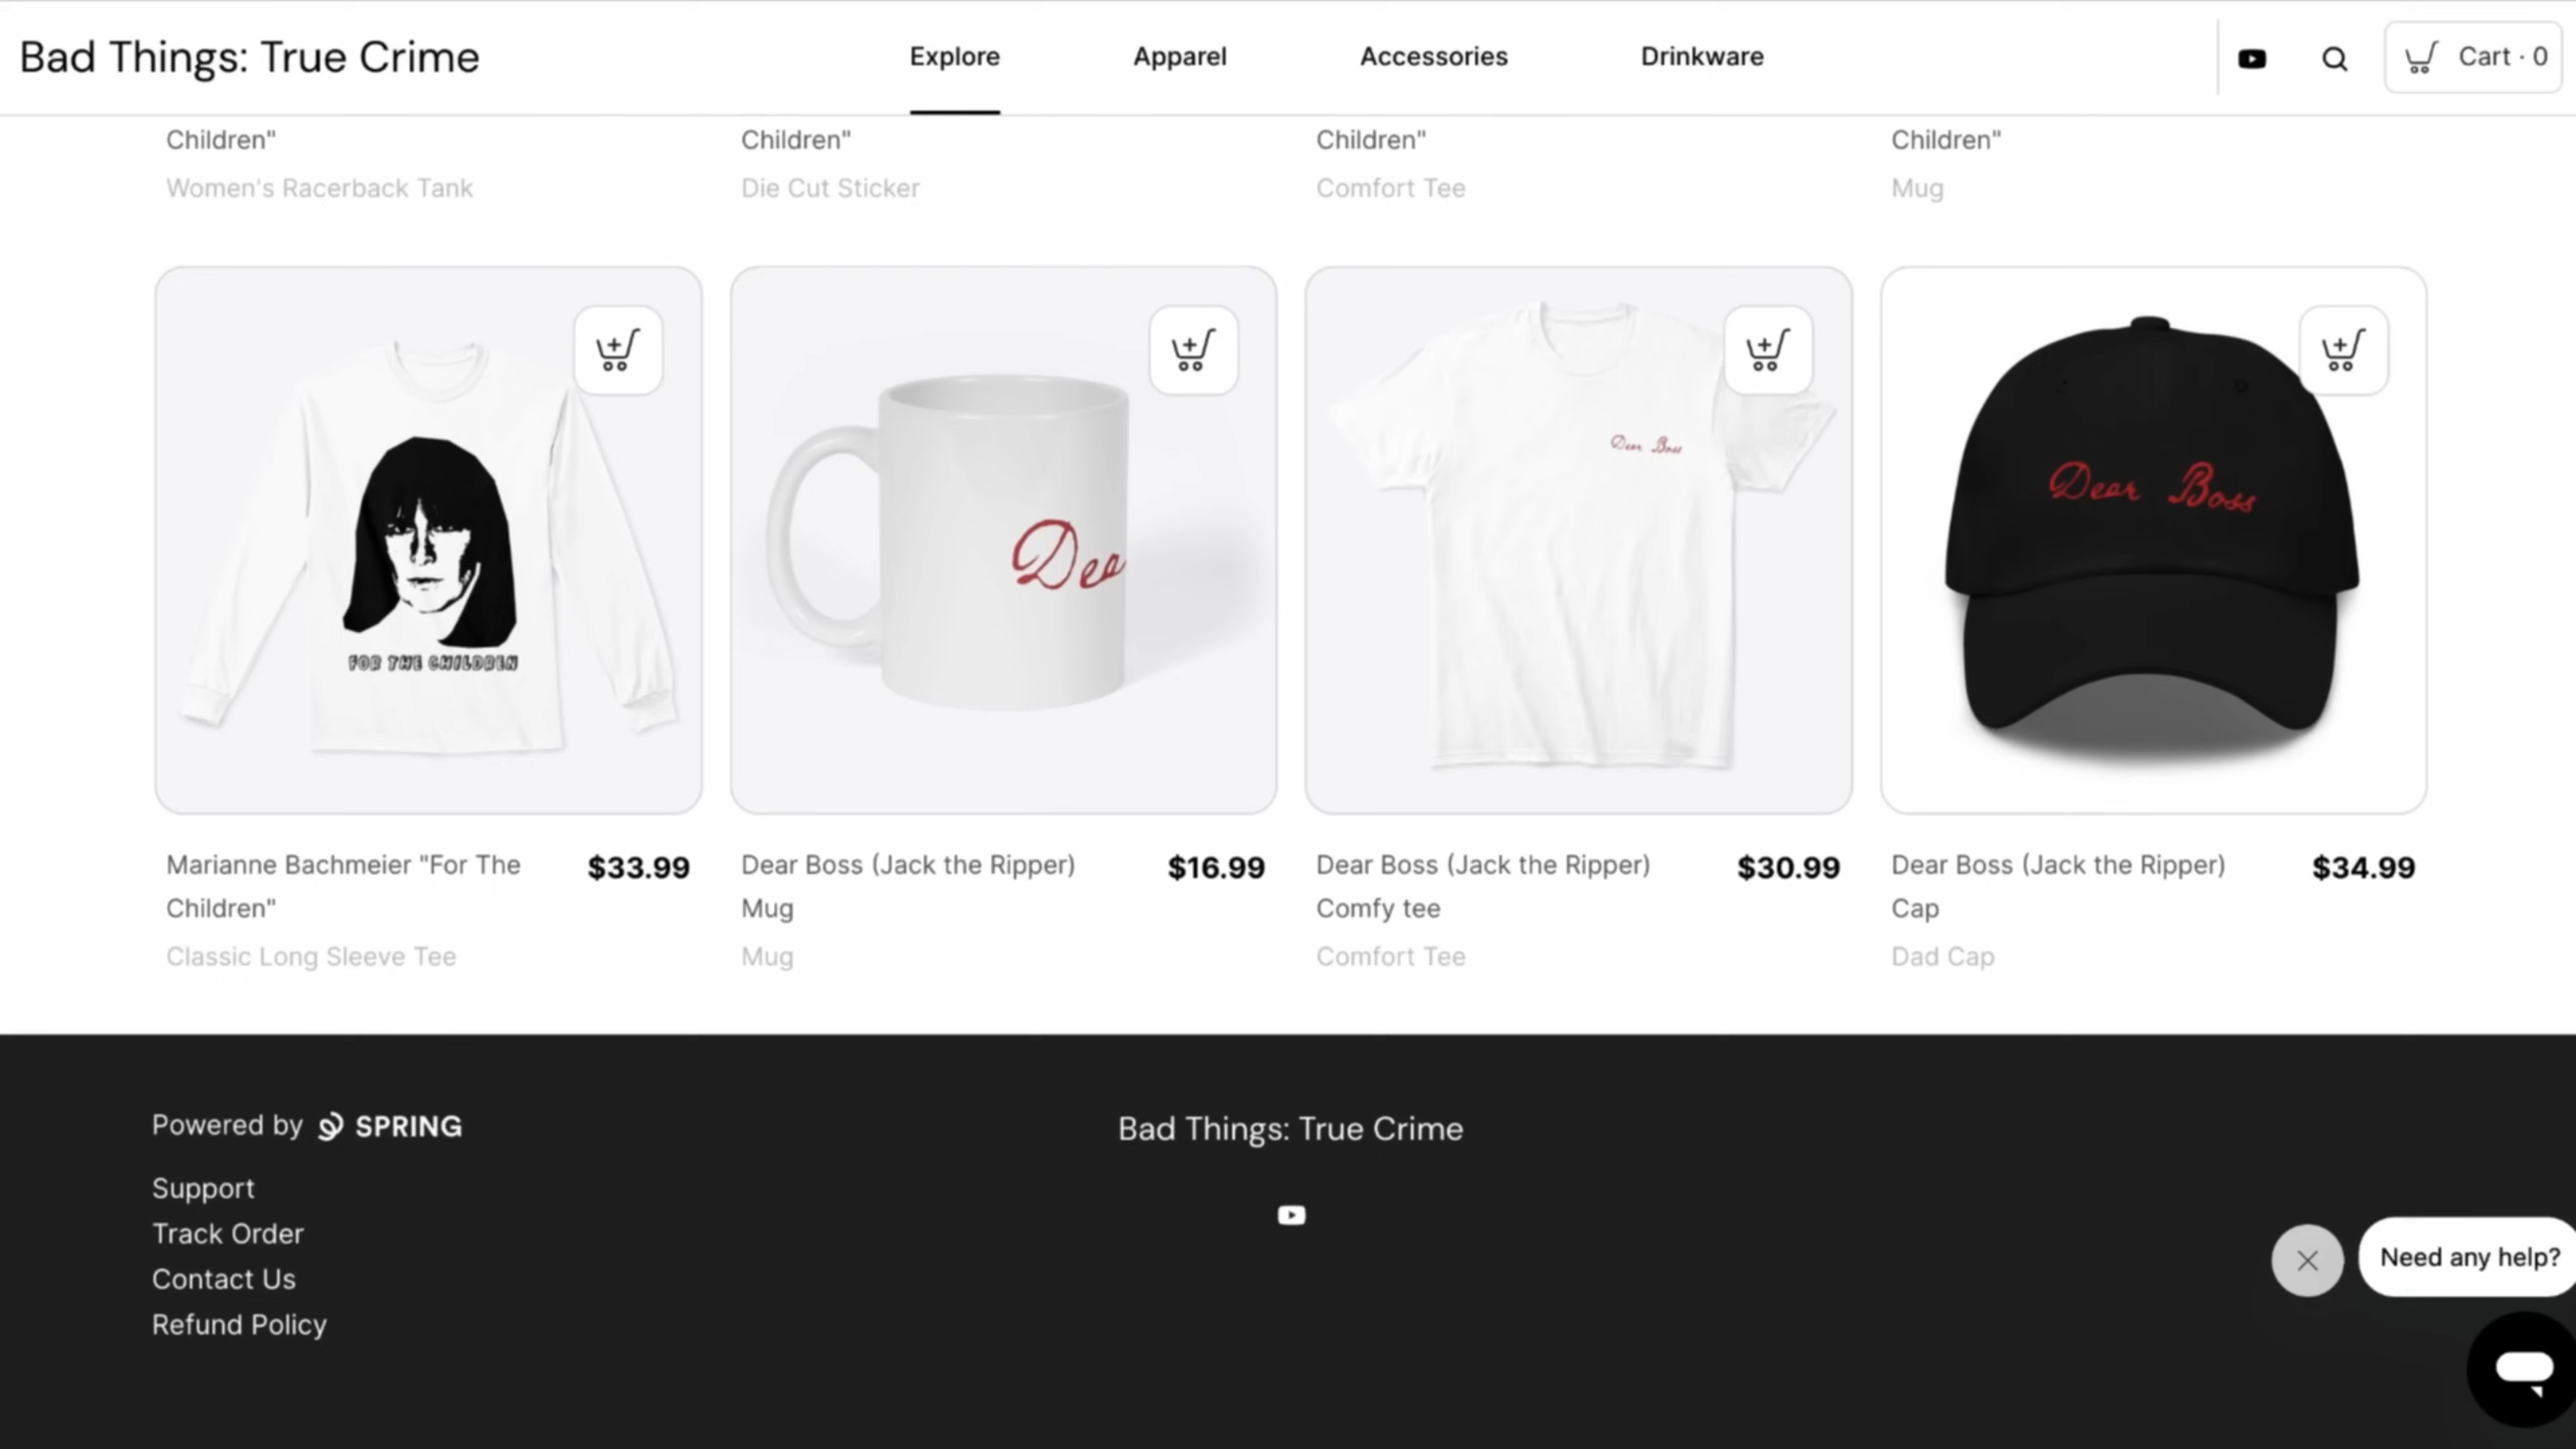 Bad Things: True Crime
Explore
Apparel
Accessories
Drinkware
Cart · 0
Children"
Women's Racerback Tank
Children"
Die Cut Sticker
Children"
Comfort Tee
Children"
Mug
FOR THE CHILDREN
Dea
Dear Boss
Dear Boss
Marianne Bachmeier "For The
Children"
$33.99
Classic Long Sleeve Tee
Dear Boss (Jack the Ripper)
Mug
$16.99
Mug
Dear Boss (Jack the Ripper)
Comfy tee
$30.99
Comfort Tee
Dear Boss (Jack the Ripper)
Cap
$34.99
Dad Cap
Powered by SPRING
Support
Track Order
Contact Us
Refund Policy
Bad Things: True Crime
Need any help?